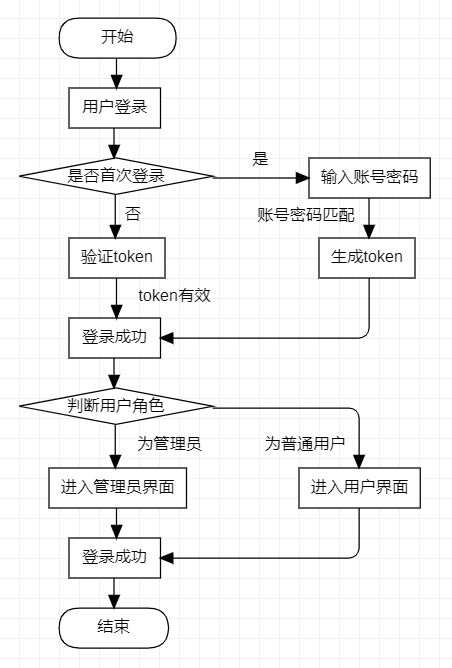 开始
用户登录
是否首次登录
是
输入账号密码
否
账号密码匹配
验证token
生成token
token有效
登录成功
判断用户角色
为管理员
为普通用户
进入管理员界面
进入用户界面
登录成功
结束